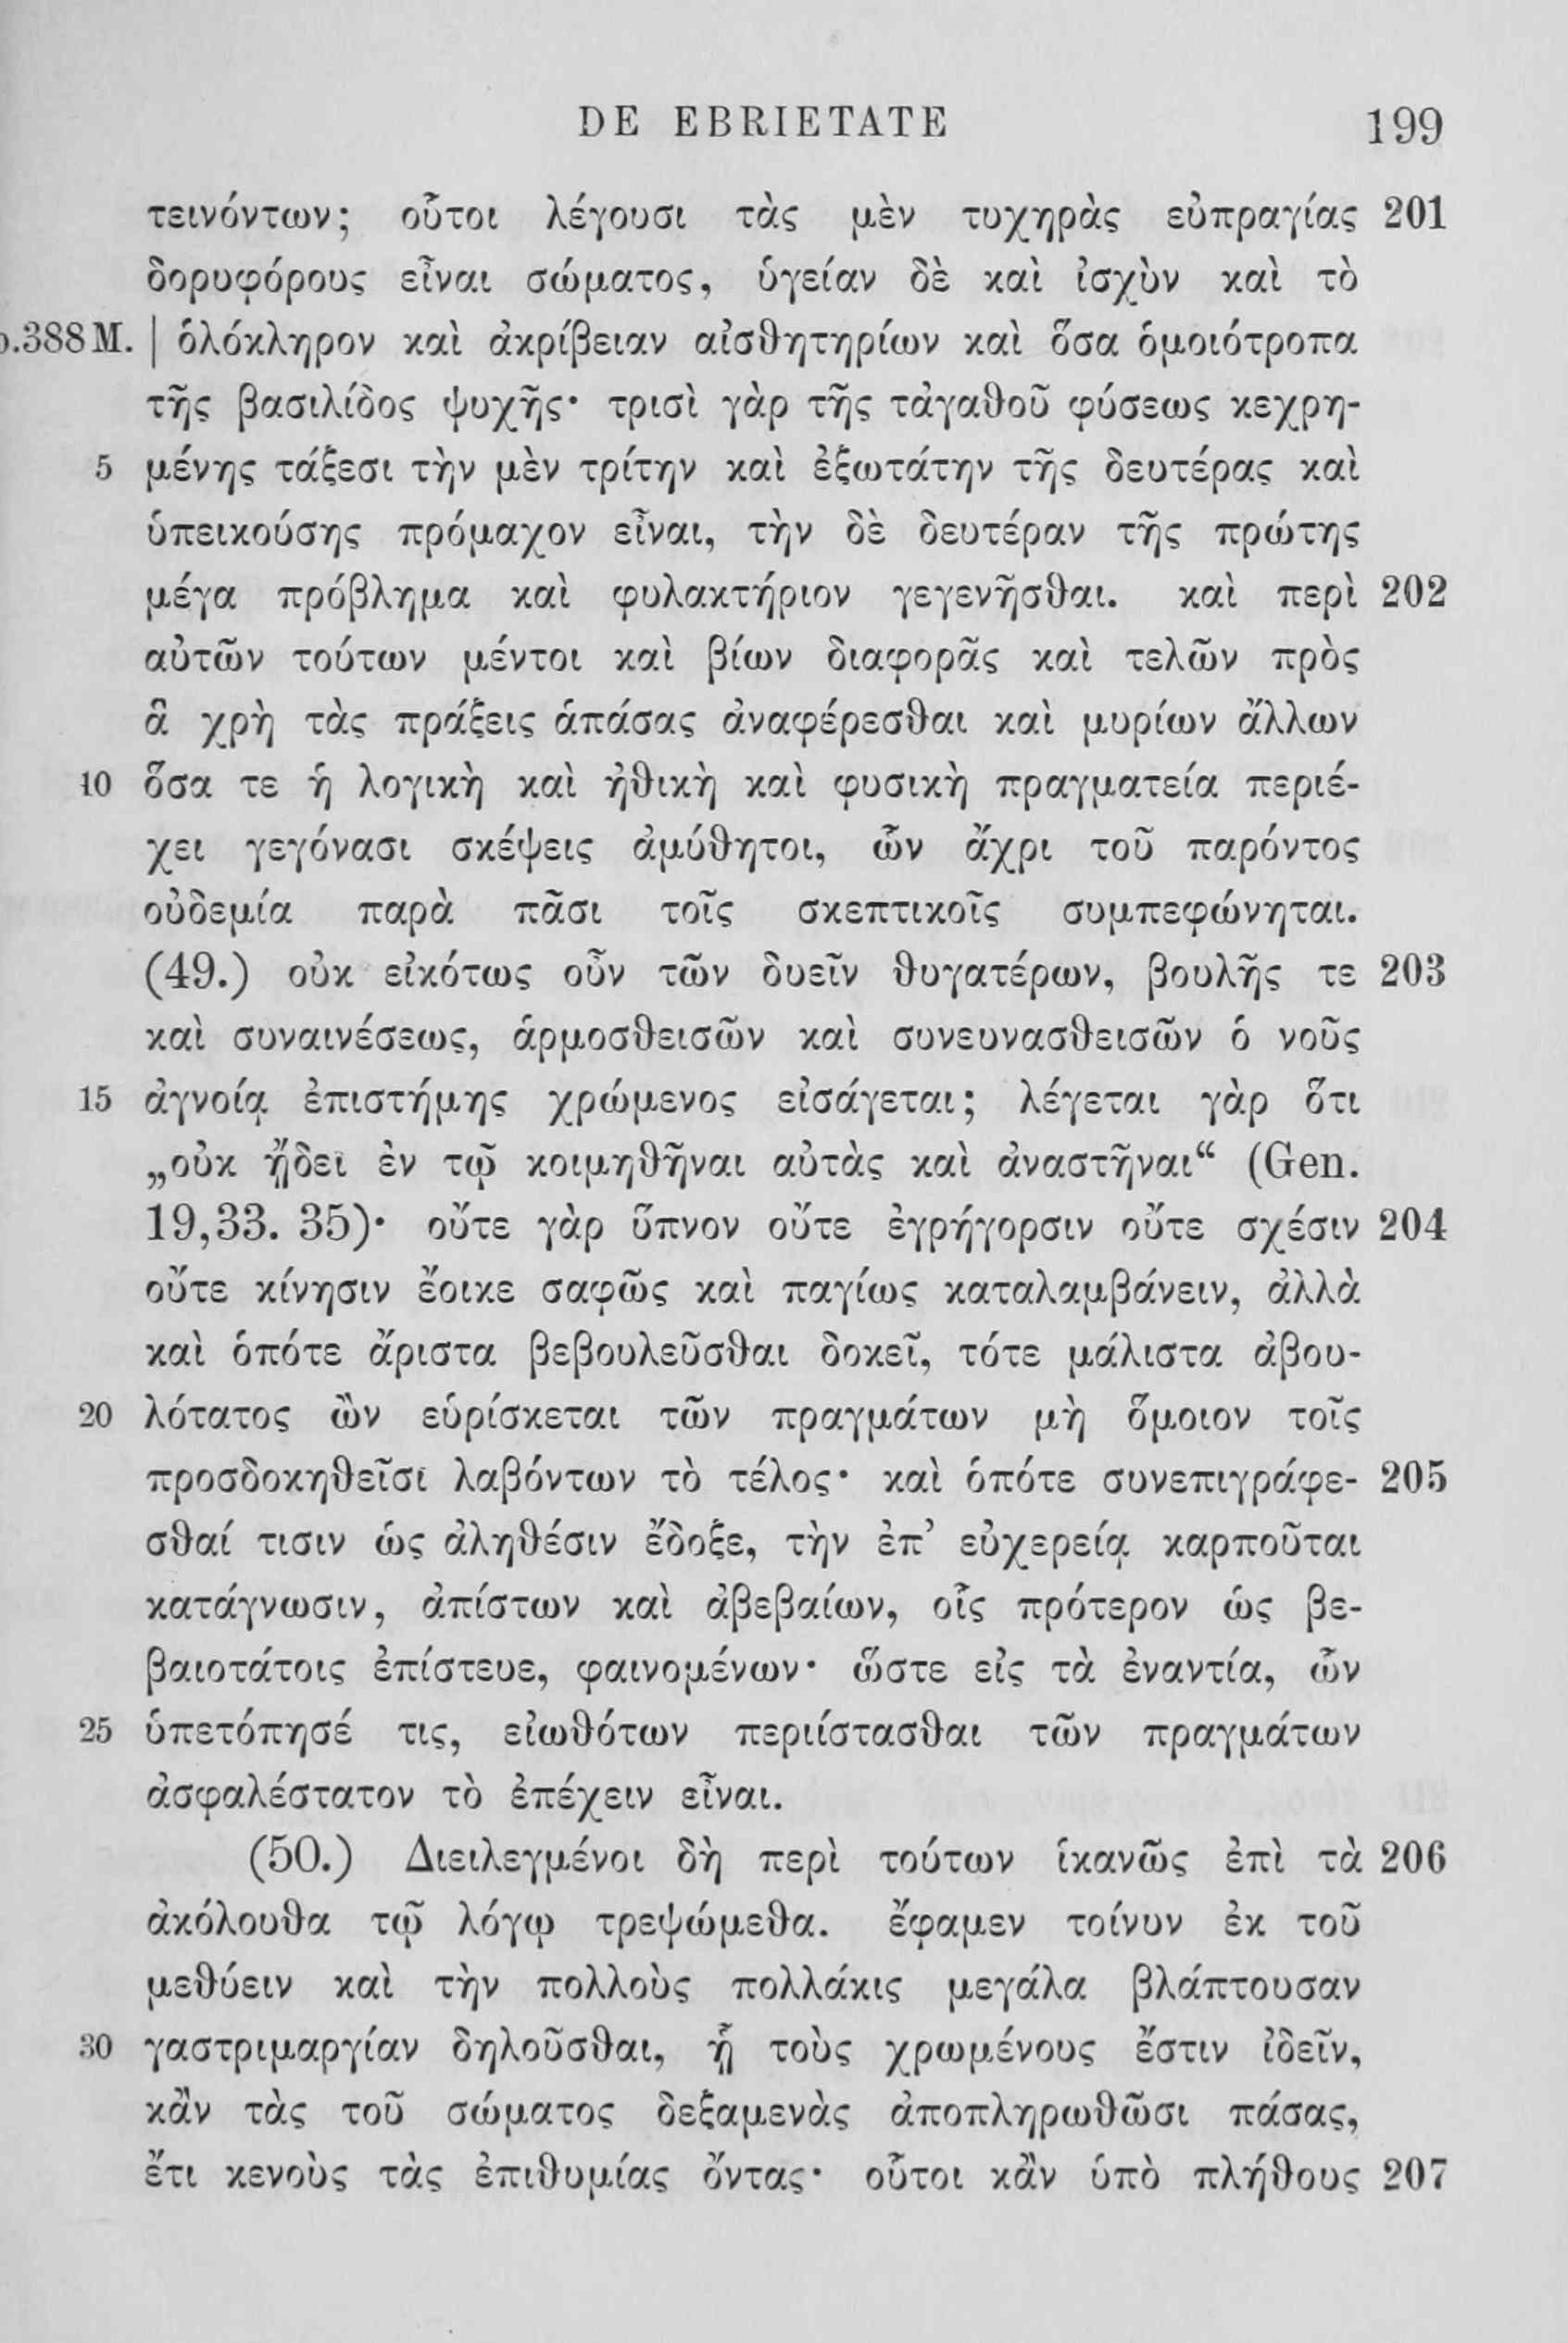 DE EBRIETATE 199
τεινόντων; οὗτοι λέγουσι τὰς μὲν τυχηρὰς εὐπραγίας 201
δορυφόρους εἶναι σώματος, ὑγείαν δὲ καὶ ἰσχὺν καὶ τὸ
p.388 M. | ὁλόκληρον καὶ ἀκρίβειαν αἰσθητηρίων καὶ ὅσα ὁμοιότροπα
τῆς βασιλίδος ψυχῆς· τρισὶ γὰρ τῆς τἀγαθοῦ φύσεως κεχρη-
5 μένης τάξεσι τὴν μὲν τρίτην καὶ ἐξωτάτην τῆς δευτέρας καὶ
ὑπεικούσης πρόμαχον εἶναι, τὴν δὲ δευτέραν τῆς πρώτης
μέγα πρόβλημα καὶ φυλακτήριον γεγενῆσθαι. καὶ περὶ 202
αὐτῶν τούτων μέντοι καὶ βίων διαφορᾶς καὶ τελῶν πρὸς
ἃ χρὴ τὰς πράξεις ἁπάσας ἀναφέρεσθαι καὶ μυρίων ἄλλων
10 ὅσα τε ἡ λογικὴ καὶ ἠθικὴ καὶ φυσικὴ πραγματεία περιέ-
χει γεγόνασι σκέψεις ἀμύθητοι, ὧν ἄχρι τοῦ παρόντος
οὐδεμία παρὰ πᾶσι τοῖς σκεπτικοῖς συμπεφώνηται.
(49.) οὐκ εἰκότως οὖν τῶν δυεῖν θυγατέρων, βουλῆς τε 203
καὶ συναινέσεως, ἁρμοσθεισῶν καὶ συνευνασθεισῶν ὁ νοῦς
15 ἀγνοίᾳ ἐπιστήμης χρώμενος εἰσάγεται; λέγεται γὰρ ὅτι
„οὐκ ᾔδει ἐν τῷ κοιμηθῆναι αὐτὰς καὶ ἀναστῆναι“ (Gen.
19,33. 35)· οὔτε γὰρ ὕπνον οὔτε ἐγρήγορσιν οὔτε σχέσιν 204
οὔτε κίνησιν ἔοικε σαφῶς καὶ παγίως καταλαμβάνειν, ἀλλὰ
καὶ ὁπότε ἄριστα βεβουλεῦσθαι δοκεῖ, τότε μάλιστα ἀβου-
20 λότατος ὢν εὑρίσκεται τῶν πραγμάτων μὴ ὅμοιον τοῖς
προσδοκηθεῖσι λαβόντων τὸ τέλος· καὶ ὁπότε συνεπιγράφε- 205
σθαί τισιν ὡς ἀληθέσιν ἔδοξε, τὴν ἐπ’ εὐχερείᾳ καρποῦται
κατάγνωσιν, ἀπίστων καὶ ἀβεβαίων, οἷς πρότερον ὡς βε-
βαιοτάτοις ἐπίστευε, φαινομένων· ὥστε εἰς τὰ ἐναντία, ὧν
25 ὑπετόπησέ τις, εἰωθότων περιίστασθαι τῶν πραγμάτων
ἀσφαλέστατον τὸ ἐπέχειν εἶναι.
(50.) Διειλεγμένοι δὴ περὶ τούτων ἱκανῶς ἐπὶ τὰ 206
ἀκόλουθα τῷ λόγῳ τρεψώμεθα. ἔφαμεν τοίνυν ἐκ τοῦ
μεθύειν καὶ τὴν πολλοὺς πολλάκις μεγάλα βλάπτουσαν
30 γαστριμαργίαν δηλοῦσθαι, ᾗ τοὺς χρωμένους ἔστιν ἰδεῖν,
κἂν τὰς τοῦ σώματος δεξαμενὰς ἀποπληρωθῶσι πάσας,
ἔτι κενοὺς τὰς ἐπιθυμίας ὄντας· οὗτοι κἂν ὑπὸ πλήθους 207